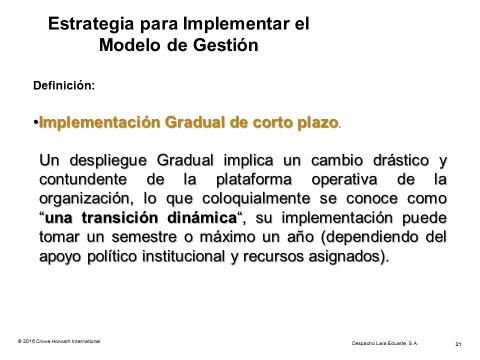 Estrategia para Implementar el
Modelo de Gestión
Definición:
•Implementación Gradual de corto plazo.
Un despliegue Gradual implica un cambio drástico y
contundente de la plataforma operativa de la
organización, lo que coloquialmente se conoce como
“una transición dinámica“, su implementación puede
tomar un semestre o máximo un año (dependiendo del
apoyo político institucional y recursos asignados).
© 2016 Crowe Horwath International
Despacho Lara Eduarte, S.A.
21